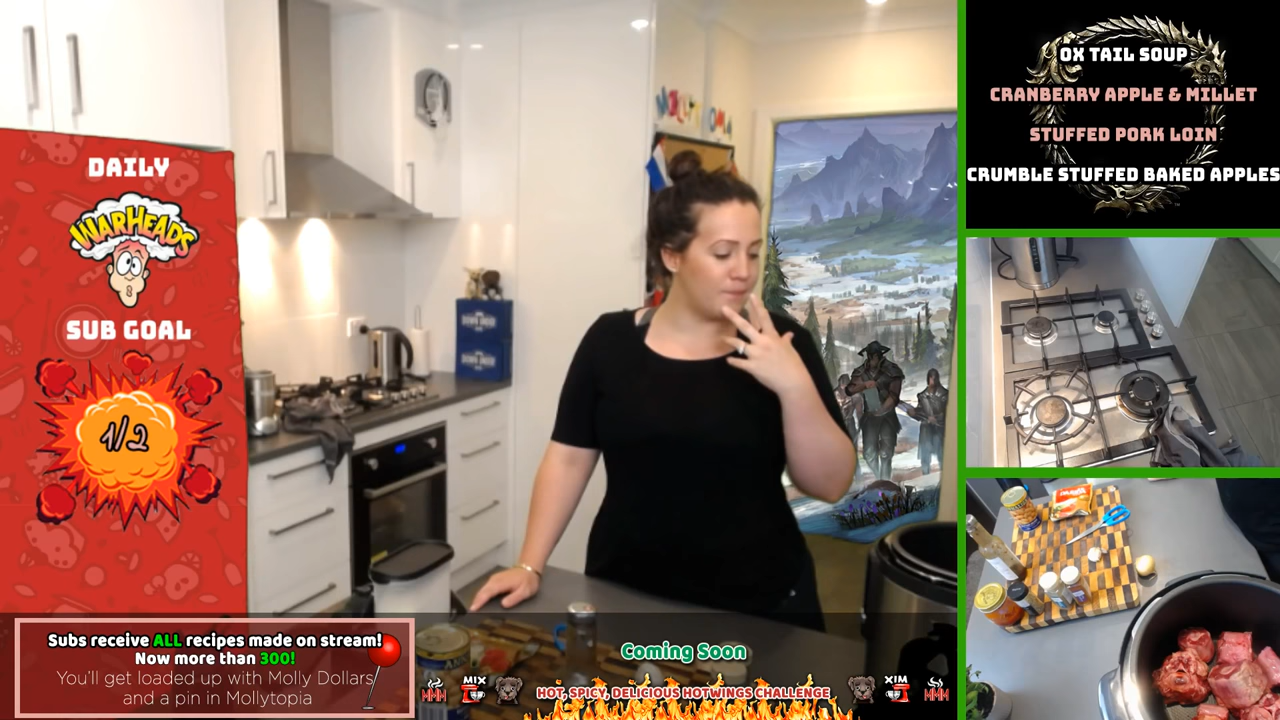 DAILY
WARHEADS
SUB GOAL
1/2
Subs receive ALL recipes made on stream!
Now more than 300!
You'll get loaded up with Molly Dollars
and a pin in Mollytopia
MIX
Coming Soon
HOT, SPICY, DELICIOUS HOTWINGS CHALLENGE
XIM
OX TAIL SOUP
CRANBERRY APPLE & MILLET
STUFFED PORK LOIN
CRUMBLE STUFFED BAKED APPLES